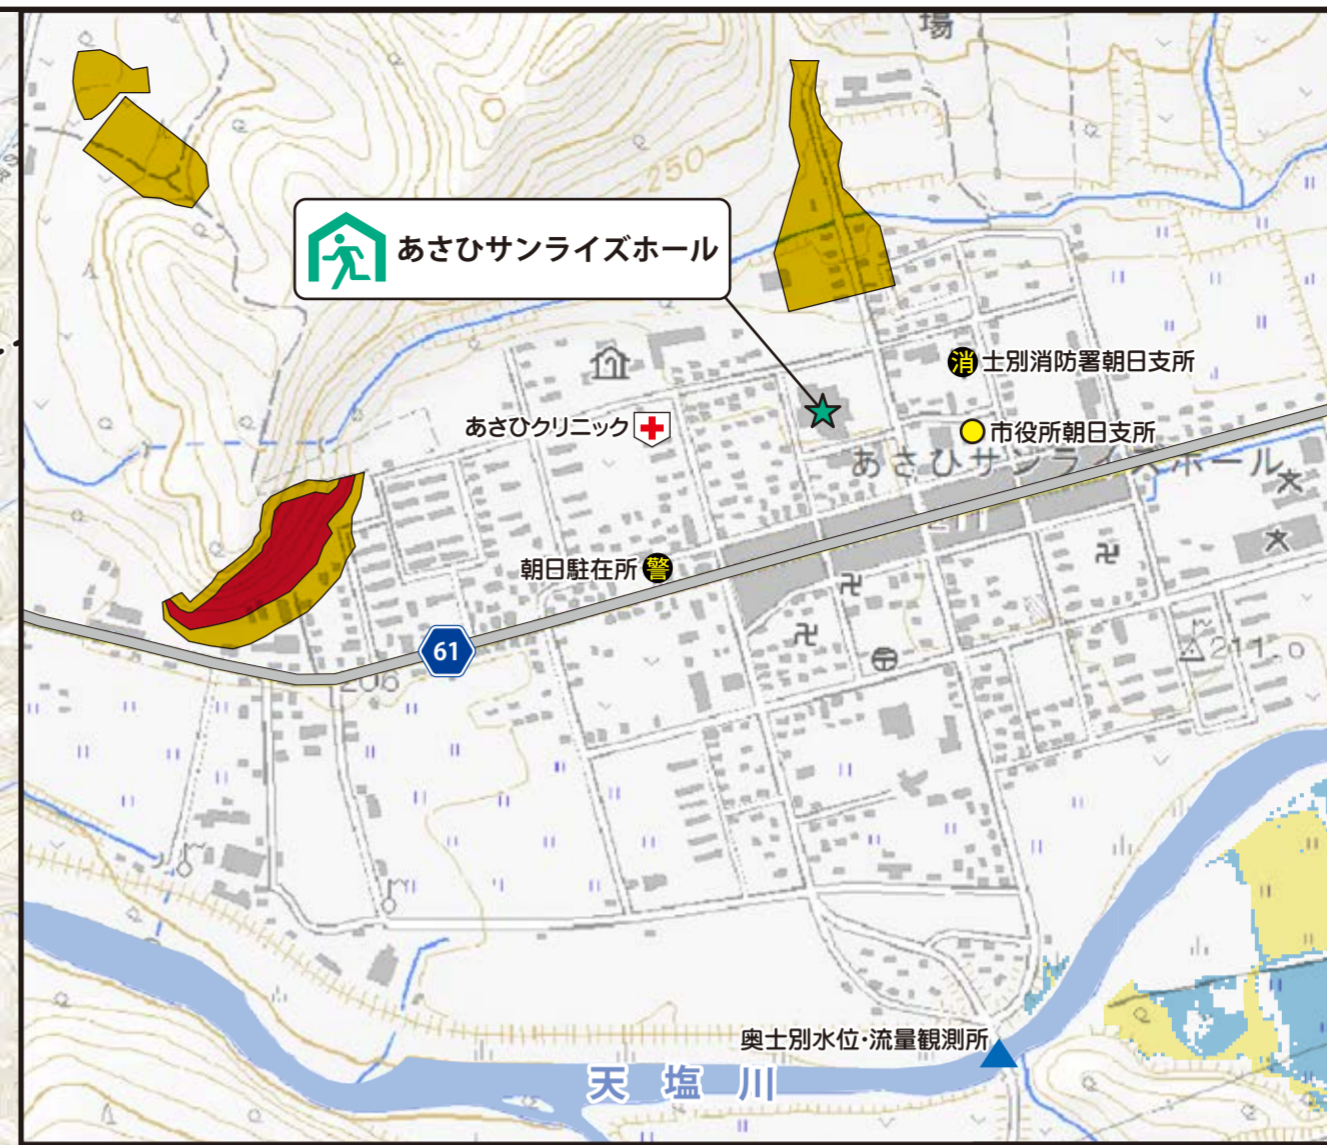 場
250
あさひサンライズホール
消 士別消防署朝日支所
あさひクリニック
市役所朝日支所
あさひサンライズホール
211
朝日駐在所 警
61
206
211.0
奥士別水位・流量観測所
天塩川